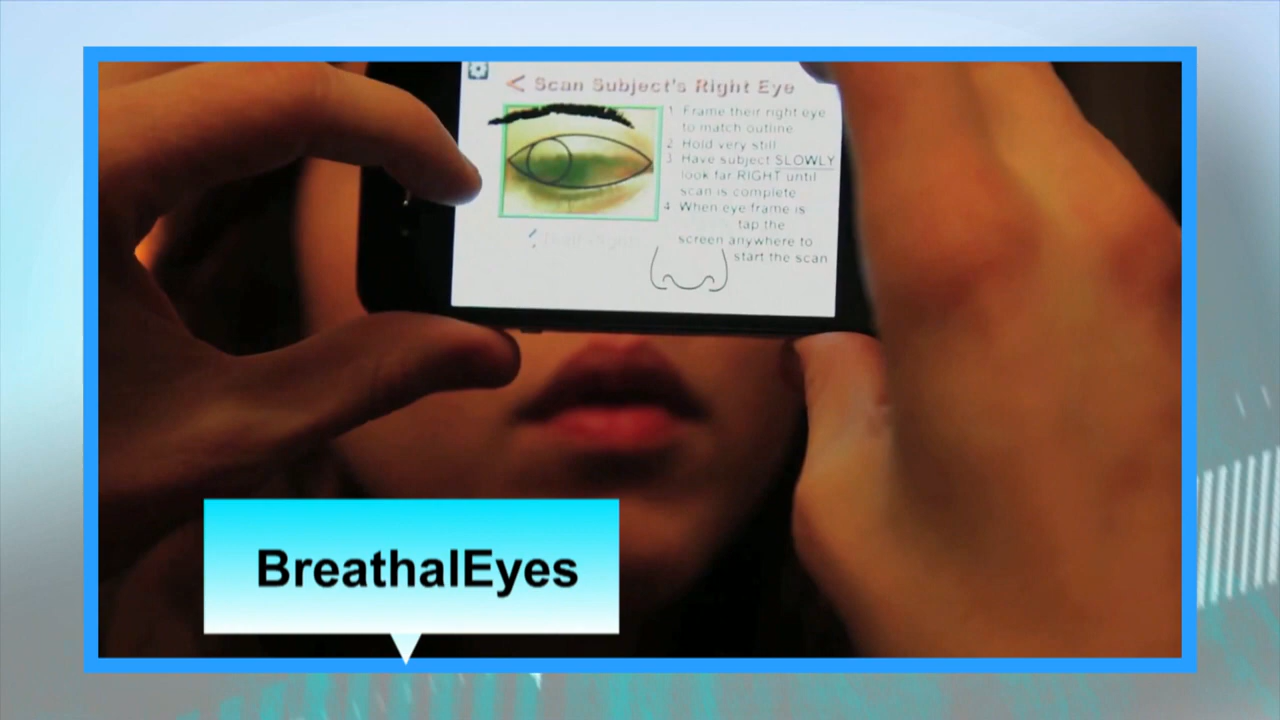 < Scan Subject's Right Eye
1 Frame their right eye
to match outline
2 Hold very still
3 Have subject SLOWLY
look far RIGHT until
scan is complete
4 When eye frame is
tap the
screen anywhere to
start the scan
BreathalEyes